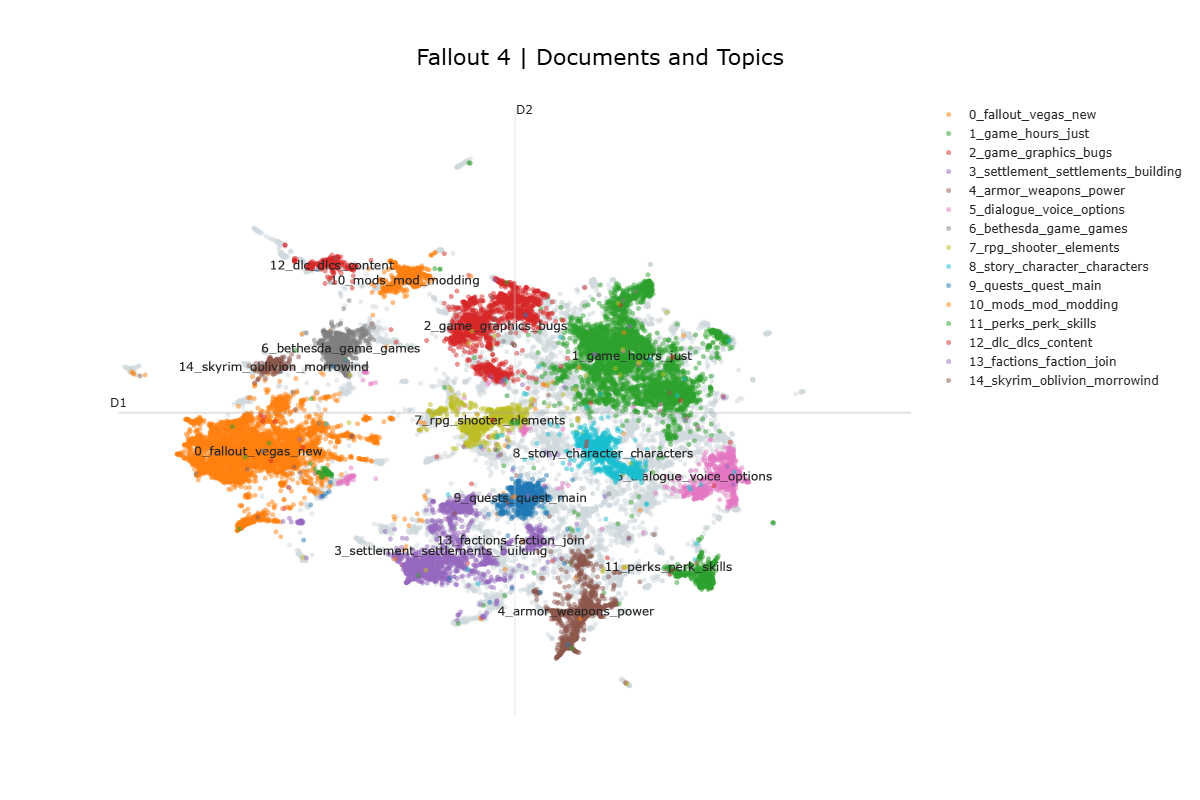 Fallout 4 | Documents and Topics
D2
D1
0_fallout_vegas_new
1_game_hours_just
2_game_graphics_bugs
3_settlement_settlements_building
4_armor_weapons_power
5_dialogue_voice_options
6_bethesda_game_games
7_rpg_shooter_elements
8_story_character_characters
9_quests_quest_main
10_mods_mod_modding
11_perks_perk_skills
12_dlc_dlcs_content
13_factions_faction_join
14_skyrim_oblivion_morrowind
12_dlc_dlcs_content
10_mods_mod_modding
2_game_graphics_bugs
6_bethesda_game_games
1_game_hours_just
14_skyrim_oblivion_morrowind
7_rpg_shooter_elements
0_fallout_vegas_new
8_story_character_characters
5_dialogue_voice_options
9_quests_quest_main
13_factions_faction_join
3_settlement_settlements_building
11_perks_perk_skills
4_armor_weapons_power